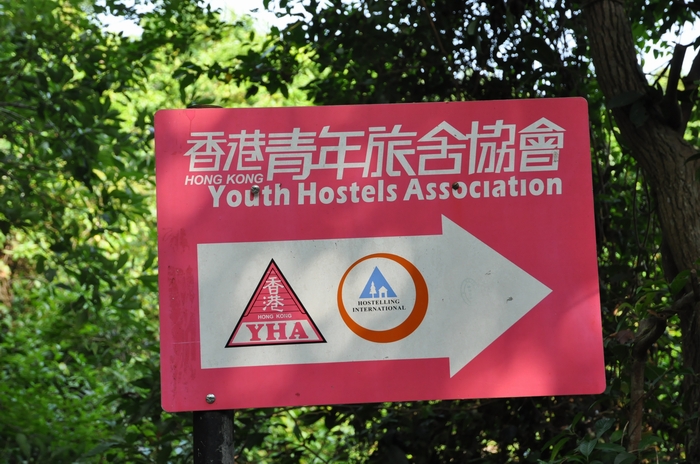 香港青年旅舍協會
HONG KONG
Youth Hostels Association
香
港
HONG KONG
YHA
HOSTELLING
INTERNATIONAL